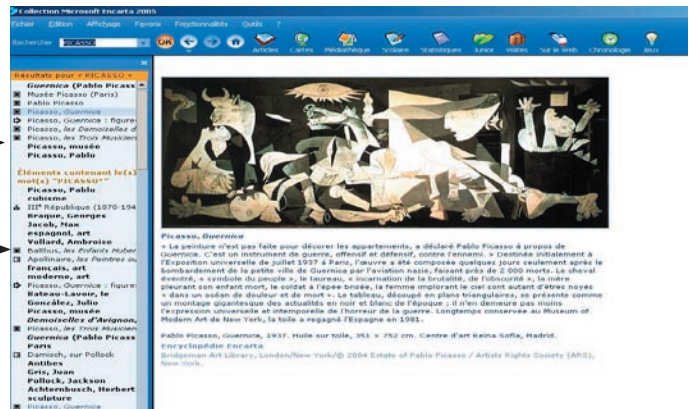 Collection Microsoft Encarta 2005
Fichier Edition Affichage Favoris Fonctionnalités Outils ?
Rechercher PICASSO OK Articles Cartes Médiathèque Scolaire Statistiques Junior Visites Sur le Web Chronologie Jeux
Résultats pour « PICASSO »
Guernica (Pablo Picass
Musée Picasso (Paris)
Pablo Picasso
Picasso, Guernica
Picasso, Guernica : figure
Picasso, les Demoiselles d
Picasso, les Trois Musicien
Picasso, musée
Picasso, Pablo
Éléments contenant le(s)
mot(s) "PICASSO"
Picasso, Pablo
cubisme
IIIe République (1870-194
Braque, Georges
Jacob, Max
espagnol, art
Vollard, Ambroise
Balthus, les Enfants Huber
Apollinaire, les Peintres cu
français, art
moderne, art
Picasso, Guernica : figure
Bateau-Lavoir, le
González, Julio
Picasso, musée
Demoiselles d'Avignon,
Picasso, les Trois Musicien
Guernica (Pablo Picass
Paris
Damisch, sur Pollock
Antibes
Gris, Juan
Pollock, Jackson
Achternbusch, Herbert
sculpture
Picasso, Guernica
Picasso, Guernica
« La peinture n'est pas faite pour décorer les appartements, a déclaré Pablo Picasso à propos de
Guernica. C'est un instrument de guerre, offensif et défensif, contre l'ennemi. » Destinée initialement à
l'Exposition universelle de juillet 1937 à Paris, l'œuvre a été composée quelques jours seulement après le
bombardement de la petite ville de Guernica par l'aviation nazie, faisant près de 2 000 morts. Le cheval
éventré, « symbole du peuple », le taureau, « incarnation de la brutalité, de l'obscurité », la mère
pleurant son enfant mort, le soldat à l'épée brisée, la femme implorant le ciel sont autant d'êtres noyés
« dans un océan de douleur et de mort ». Le tableau, découpé en plans triangulaires, se présente comme
un montage gigantesque des actualités en noir et blanc de l'époque ; il n'en demeure pas moins
l'expression universelle et intemporelle de l'horreur de la guerre. Longtemps conservée au Museum of
Modern Art de New York, la toile a regagné l'Espagne en 1981.
Pablo Picasso, Guernica, 1937. Huile sur toile, 351 × 782 cm. Centre d'art Reina Sofía, Madrid.
Encyclopédie Encarta
Bridgeman Art Library, London/New York/© 2004 Estate of Pablo Picasso / Artists Rights Society (ARS),
New York.